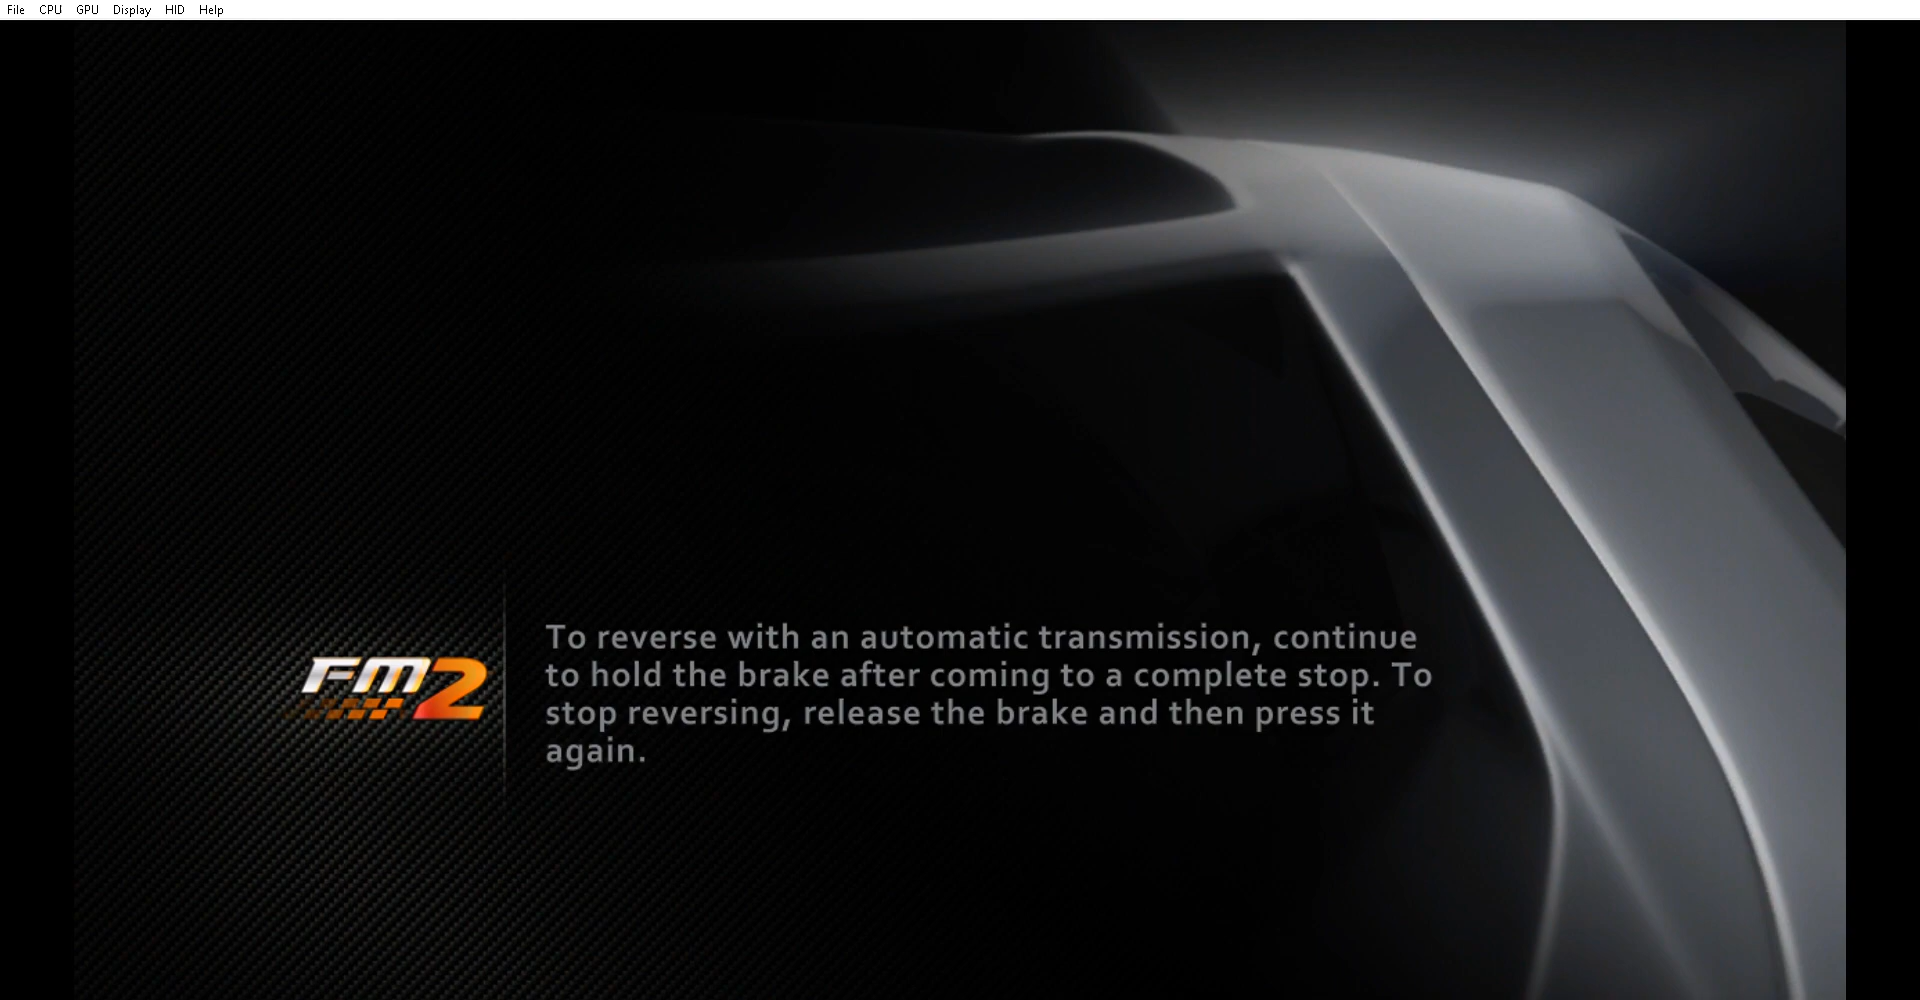 File CPU GPU Display HID Help
To reverse with an automatic transmission, continue
to hold the brake after coming to a complete stop. To
stop reversing, release the brake and then press it
again.
FM2